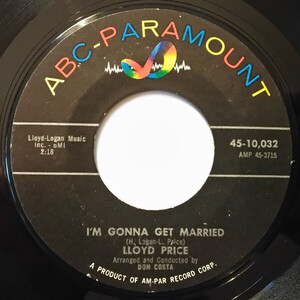 ABC-PARAMOUNT
Lloyd-Logan Music
Inc. - BMI
2:18
45-10,032
AMP 45-3715
I'M GONNA GET MARRIED
(H. Logan-L. Price)
LLOYD PRICE
Arranged and Conducted by
DON COSTA
A PRODUCT OF AM-PAR RECORD CORP.